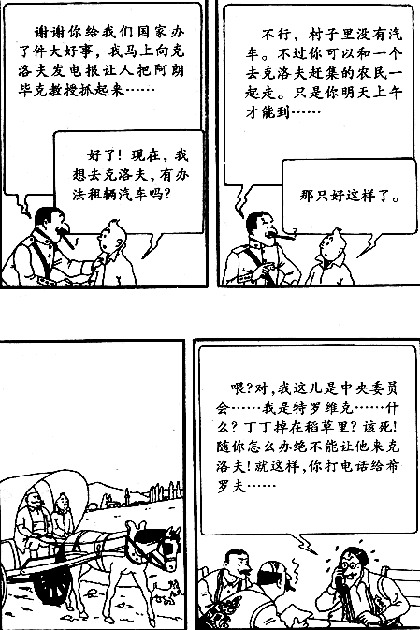 谢谢你给我们国家办
了件大好事，我马上向克
洛夫发电报让人把阿朗
毕克教授抓起来……
好了！现在，我
想去克洛夫，有办
法租辆汽车吗？
不行，村子里没有汽
车。不过你可以和一个
去克洛夫赶集的农民一
起走。只是你明天上午
才能到……
那只好这样了。
喂？对，我这儿是中央委员
会……我是特罗维克……什
么？丁丁掉在稻草里？该死！
随你怎么办绝不能让他来克
洛夫！就这样，你打电话给希
罗夫……